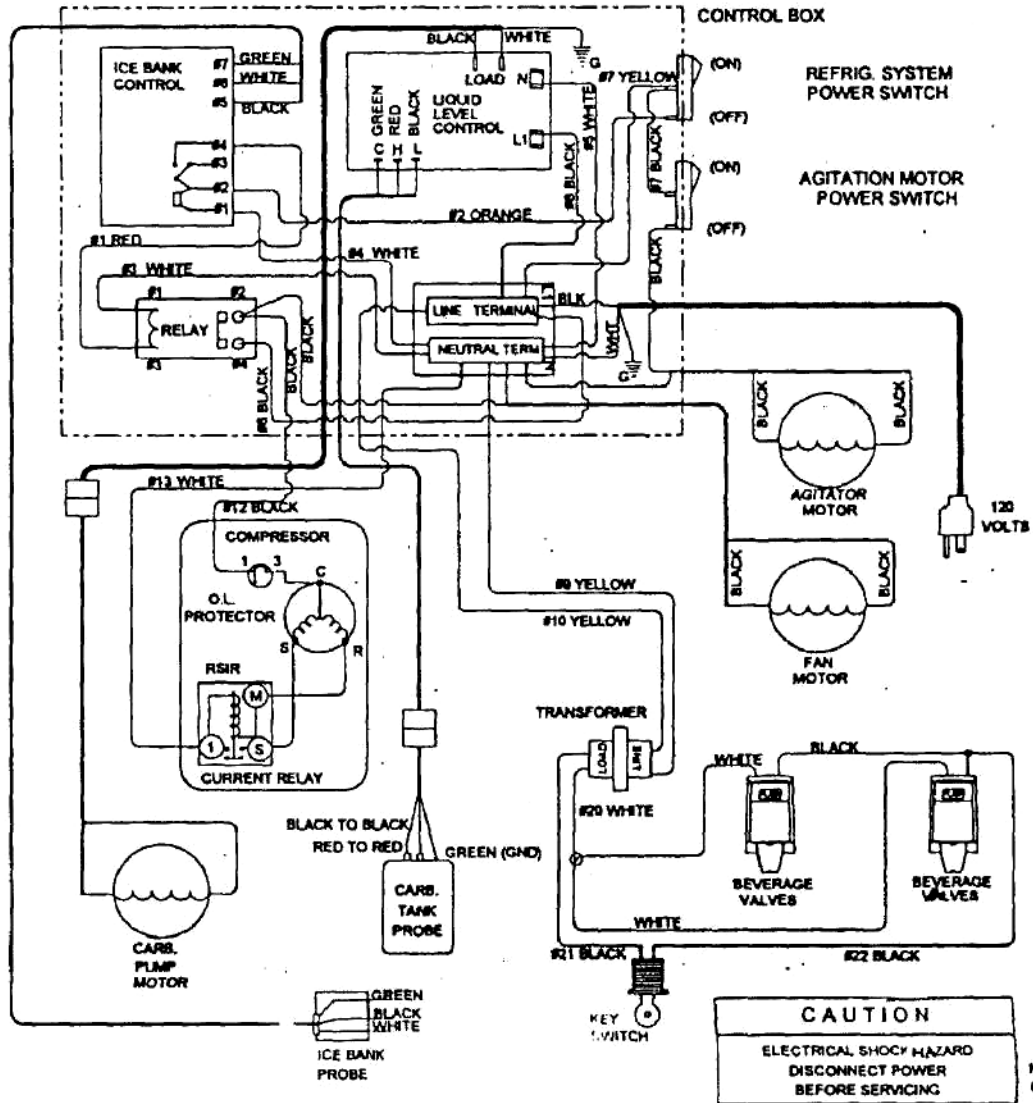 CONTROL BOX
BLACK
WHITE
ICE BANK
CONTROL
#7
GREEN
#6
WHITE
#5
BLACK
#4
#3
#2
#1
LOAD
N
LIQUID
LEVEL
CONTROL
L1
GREEN
RED
BLACK
C
H
L
G
#7 YELLOW
#5 WHITE
#6 BLACK
#7 BLACK
(ON)
(OFF)
REFRIG. SYSTEM
POWER SWITCH
(ON)
(OFF)
AGITATION MOTOR
POWER SWITCH
#2 ORANGE
#1 RED
#4 WHITE
#3 WHITE
#1
#2
RELAY
#3
#4
BLACK
BLACK
LINE TERMINAL
BLK
L1
NEUTRAL TERM
N
WHT
G
BLACK
BLACK
BLACK
AGITATOR
MOTOR
120
VOLTS
#13 WHITE
#12 BLACK
COMPRESSOR
1
3
C
O.L.
PROTECTOR
S
R
RSIR
M
1
S
CURRENT RELAY
#9 YELLOW
#10 YELLOW
BLACK
BLACK
FAN
MOTOR
TRANSFORMER
LOAD
LINE
#20 WHITE
WHITE
BLACK
BEVERAGE
VALVES
BEVERAGE
VALVES
WHITE
#21 BLACK
#22 BLACK
KEY
SWITCH
BLACK TO BLACK
RED TO RED
GREEN (GND)
CARB.
TANK
PROBE
CARB.
PUMP
MOTOR
GREEN
BLACK
WHITE
ICE BANK
PROBE
CAUTION
ELECTRICAL SHOCK HAZARD
DISCONNECT POWER
BEFORE SERVICING